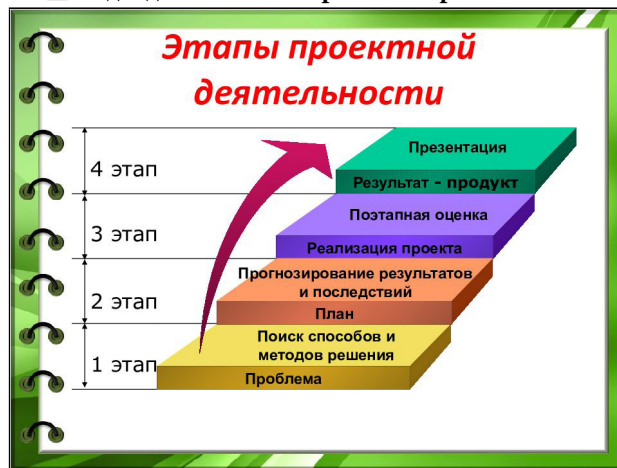 Этапы проектной
деятельности
4 этап
Презентация
Результат - продукт
3 этап
Поэтапная оценка
Реализация проекта
2 этап
Прогнозирование результатов
и последствий
План
1 этап
Поиск способов и
методов решения
Проблема